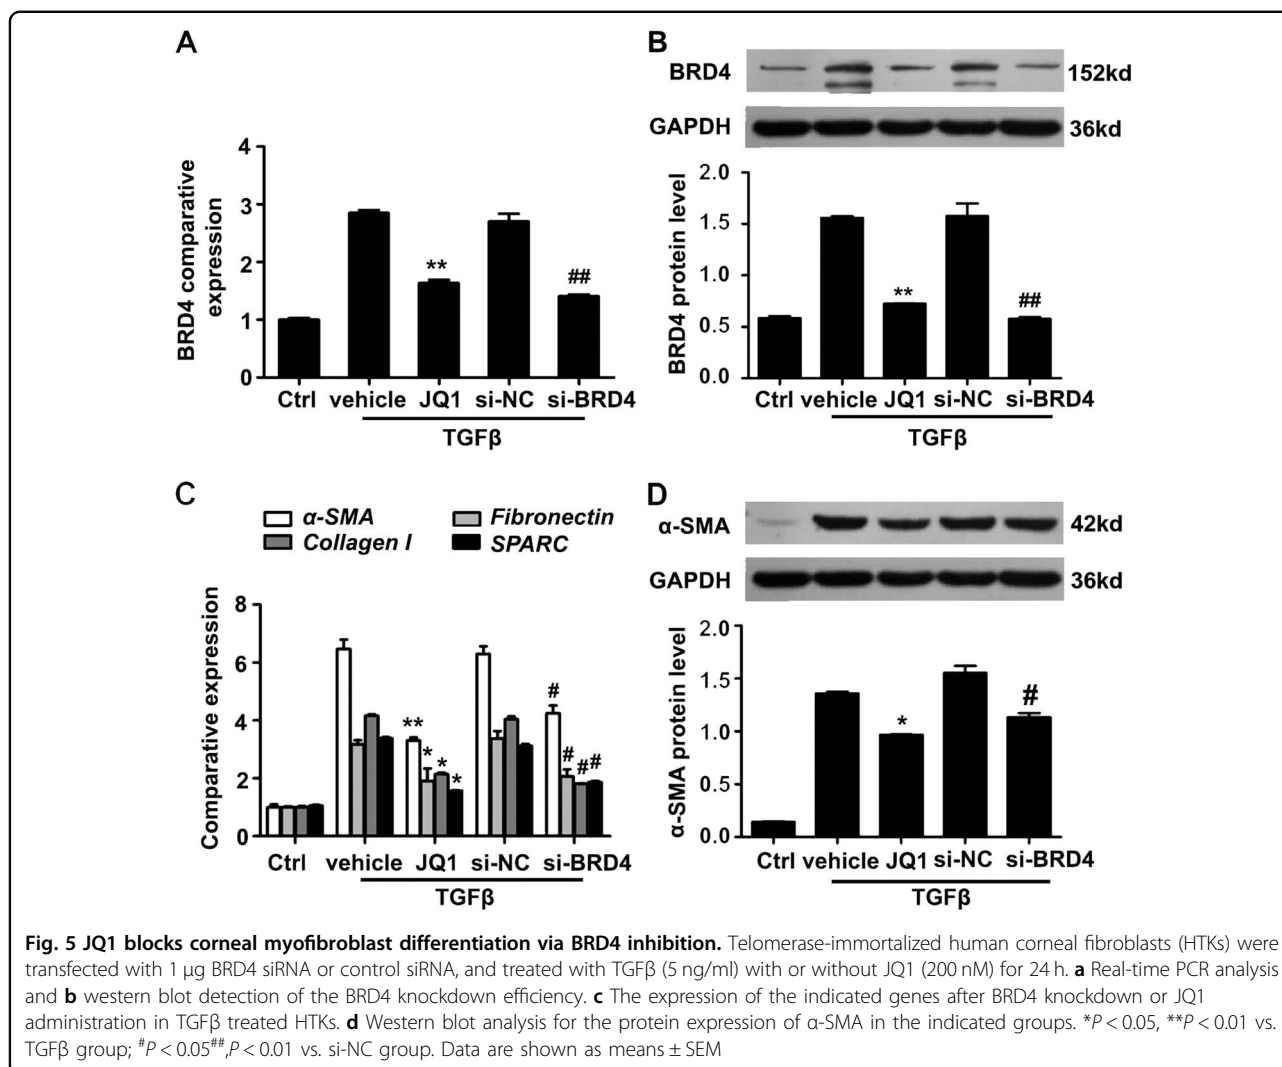 A
BRD4 comparative
expression
4
3
2
1
0
**
##
Ctrl vehicle JQ1 si-NC si-BRD4
TGFβ
B
BRD4
152kd
GAPDH
36kd
BRD4 protein level
2.0
1.5
1.0
0.5
0.0
**
##
Ctrl vehicle JQ1 si-NC si-BRD4
TGFβ
C
α-SMA
Fibronectin
Collagen I
SPARC
Comparative expression
8
6
4
2
0
**
*
*
*
#
#
#
#
Ctrl vehicle JQ1 si-NC si-BRD4
TGFβ
D
α-SMA
42kd
GAPDH
36kd
α-SMA protein level
2.0
1.5
1.0
0.5
0.0
*
#
Ctrl vehicle JQ1 si-NC si-BRD4
TGFβ
Fig. 5 JQ1 blocks corneal myofibroblast differentiation via BRD4 inhibition. Telomerase-immortalized human corneal fibroblasts (HTKs) were
transfected with 1 μg BRD4 siRNA or control siRNA, and treated with TGFβ (5 ng/ml) with or without JQ1 (200 nM) for 24 h. a Real-time PCR analysis
and b western blot detection of the BRD4 knockdown efficiency. c The expression of the indicated genes after BRD4 knockdown or JQ1
administration in TGFβ treated HTKs. d Western blot analysis for the protein expression of α-SMA in the indicated groups. *P < 0.05, **P < 0.01 vs.
TGFβ group; #P < 0.05##,P < 0.01 vs. si-NC group. Data are shown as means ± SEM